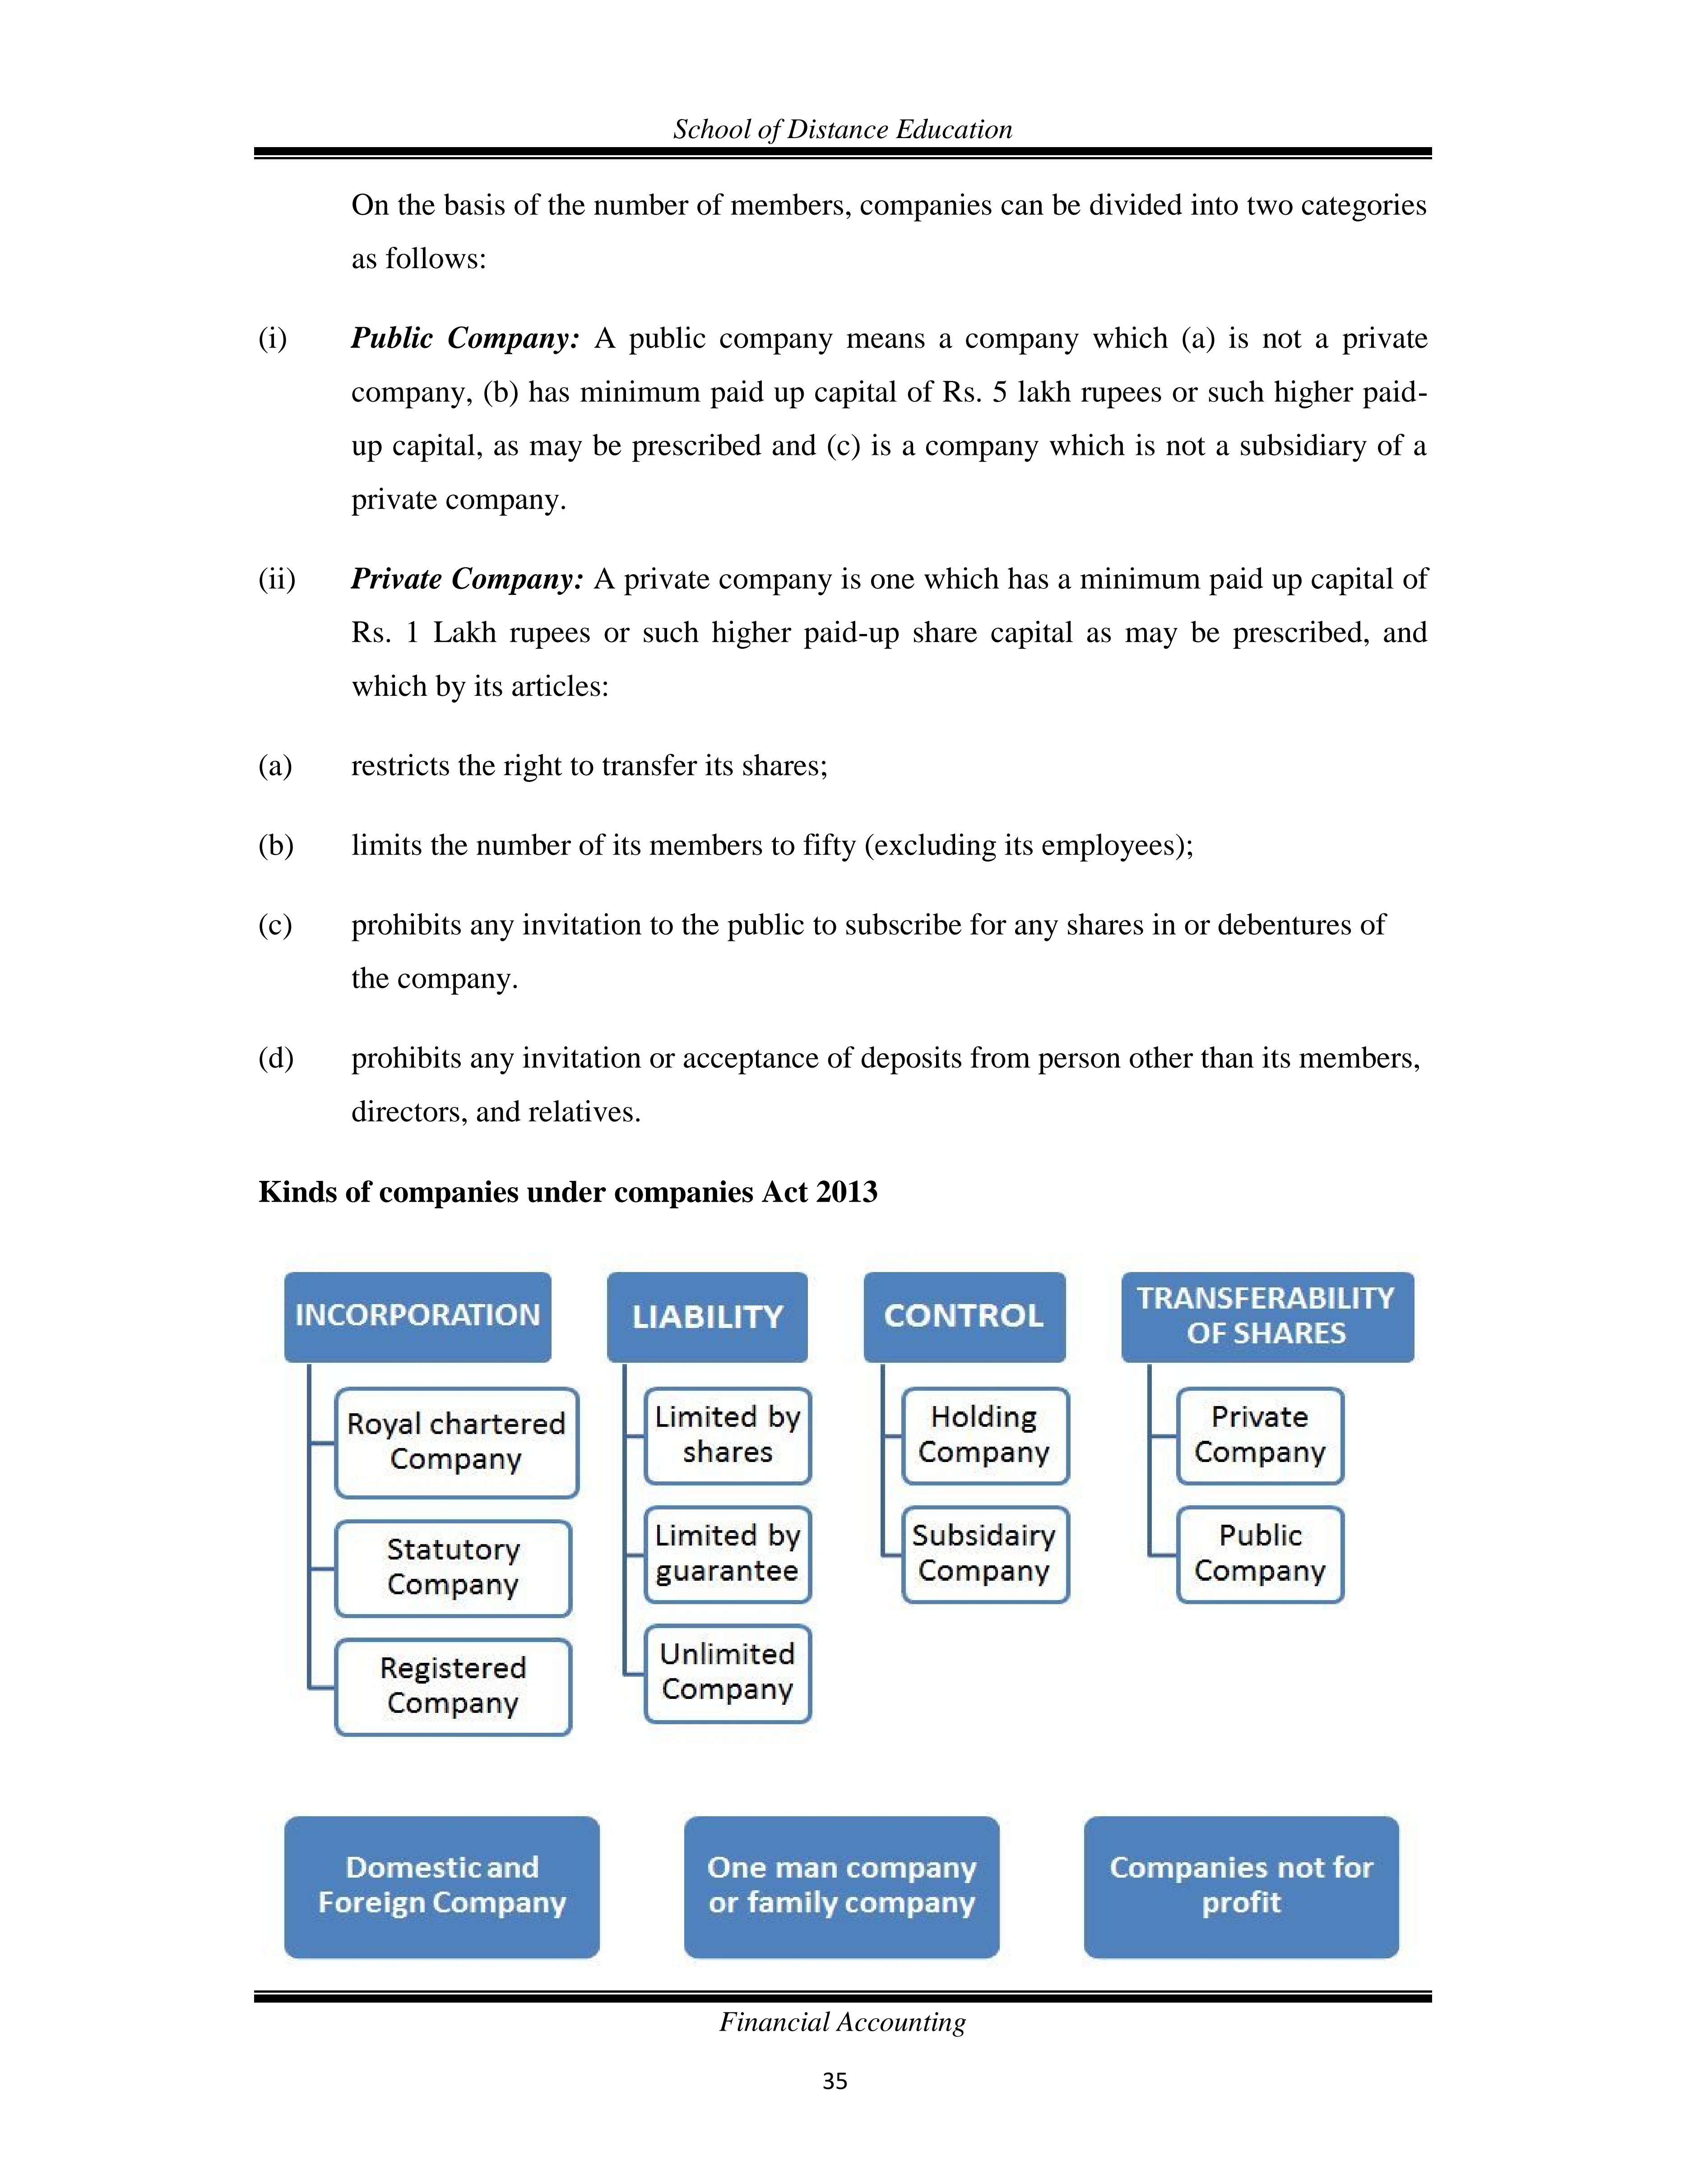 School of Distance Education
On the basis of the number of members, companies can be divided into two categories
as follows:
(i) Public Company: A public company means a company which (a) is not a private
company, (b) has minimum paid up capital of Rs. 5 lakh rupees or such higher paid-
up capital, as may be prescribed and (c) is a company which is not a subsidiary of a
private company.
(ii) Private Company: A private company is one which has a minimum paid up capital of
Rs. 1 Lakh rupees or such higher paid-up share capital as may be prescribed, and
which by its articles:
(a) restricts the right to transfer its shares;
(b) limits the number of its members to fifty (excluding its employees);
(c) prohibits any invitation to the public to subscribe for any shares in or debentures of
the company.
(d) prohibits any invitation or acceptance of deposits from person other than its members,
directors, and relatives.
Kinds of companies under companies Act 2013
INCORPORATION
Royal chartered
Company
Statutory
Company
Registered
Company
LIABILITY
Limited by
shares
Limited by
guarantee
Unlimited
Company
CONTROL
Holding
Company
Subsidairy
Company
TRANSFERABILITY
OF SHARES
Private
Company
Public
Company
Domestic and
Foreign Company
One man company
or family company
Companies not for
profit
Financial Accounting
35